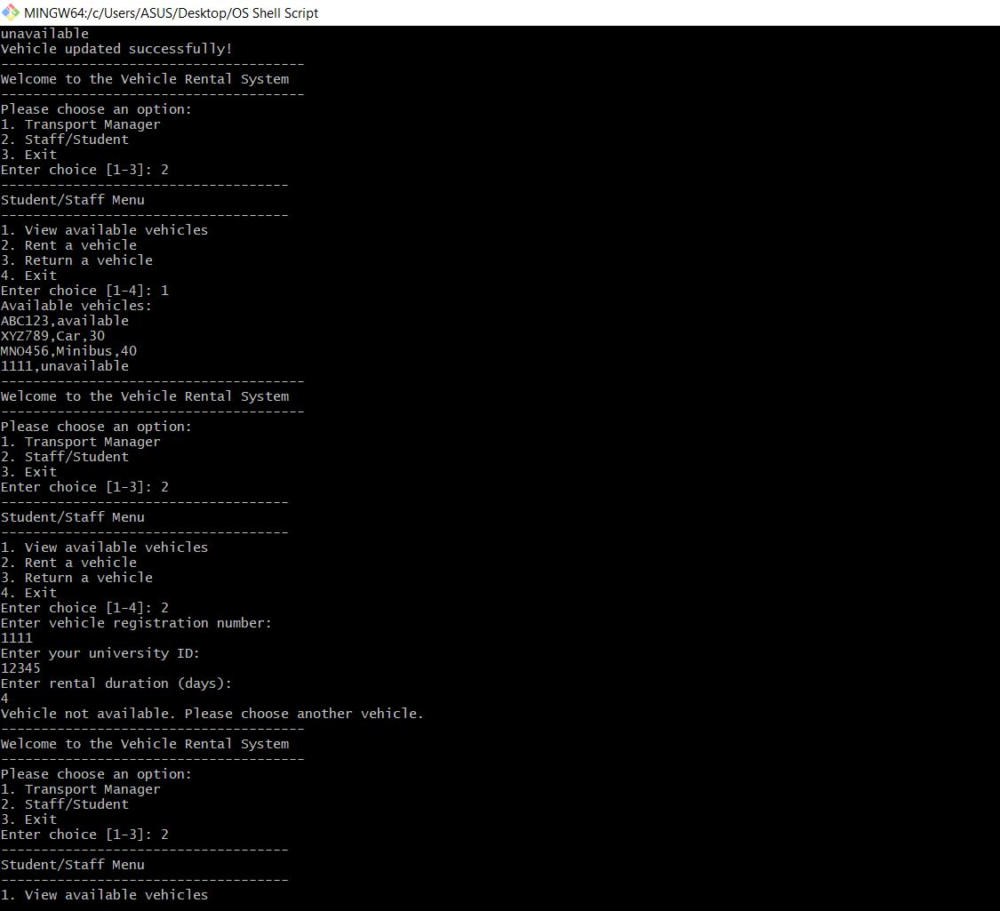 MINGW64:/c/Users/ASUS/Desktop/OS Shell Script
unavailable
Vehicle updated successfully!
--------------------------------------
Welcome to the Vehicle Rental System
--------------------------------------
Please choose an option:
1. Transport Manager
2. Staff/Student
3. Exit
Enter choice [1-3]: 2
------------------------------------
Student/Staff Menu
------------------------------------
1. View available vehicles
2. Rent a vehicle
3. Return a vehicle
4. Exit
Enter choice [1-4]: 1
Available vehicles:
ABC123,available
XYZ789,Car,30
MNO456,Minibus,40
1111,unavailable
--------------------------------------
Welcome to the Vehicle Rental System
--------------------------------------
Please choose an option:
1. Transport Manager
2. Staff/Student
3. Exit
Enter choice [1-3]: 2
------------------------------------
Student/Staff Menu
------------------------------------
1. View available vehicles
2. Rent a vehicle
3. Return a vehicle
4. Exit
Enter choice [1-4]: 2
Enter vehicle registration number:
1111
Enter your university ID:
12345
Enter rental duration (days):
4
Vehicle not available. Please choose another vehicle.
--------------------------------------
Welcome to the Vehicle Rental System
--------------------------------------
Please choose an option:
1. Transport Manager
2. Staff/Student
3. Exit
Enter choice [1-3]: 2
------------------------------------
Student/Staff Menu
------------------------------------
1. View available vehicles